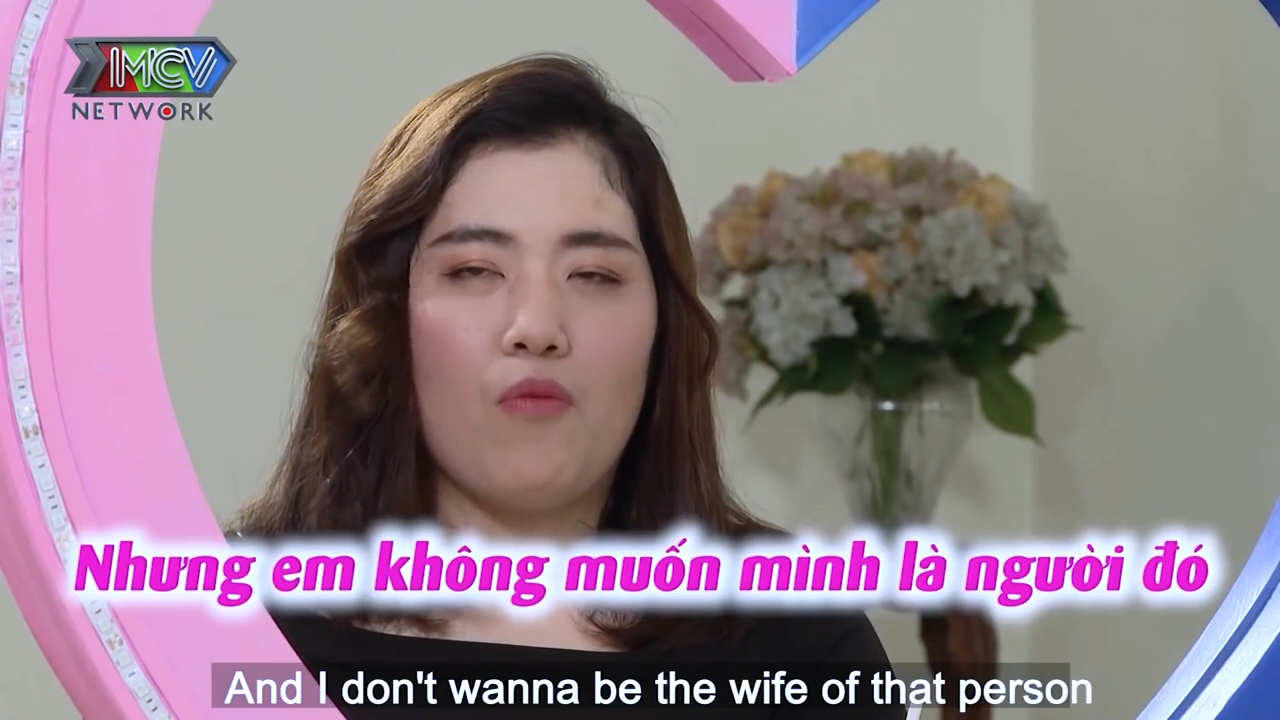 MCV
NETWORK
Nhưng em không muốn mình là người đó
And I don't wanna be the wife of that person